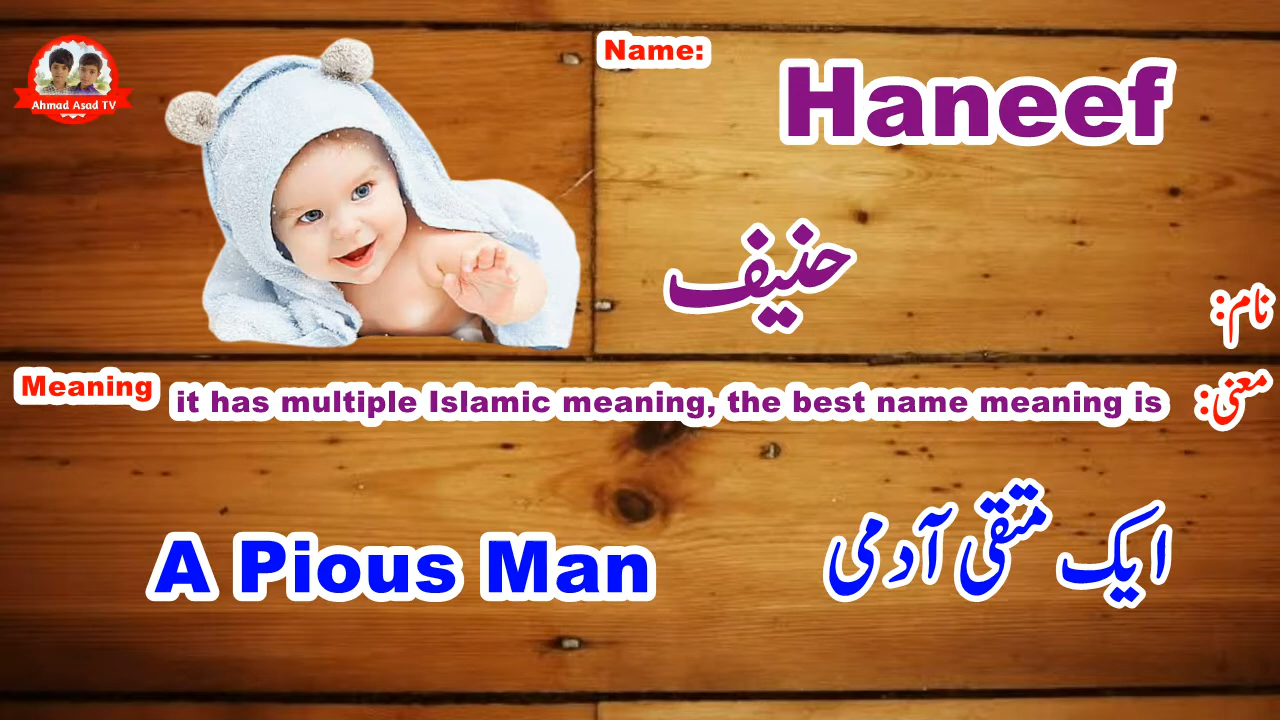 Ahmad Asad TV
Name:
Haneef
حنیف
نام:
Meaning
it has multiple Islamic meaning, the best name meaning is
معنی:
A Pious Man
ایک متقی آدمی